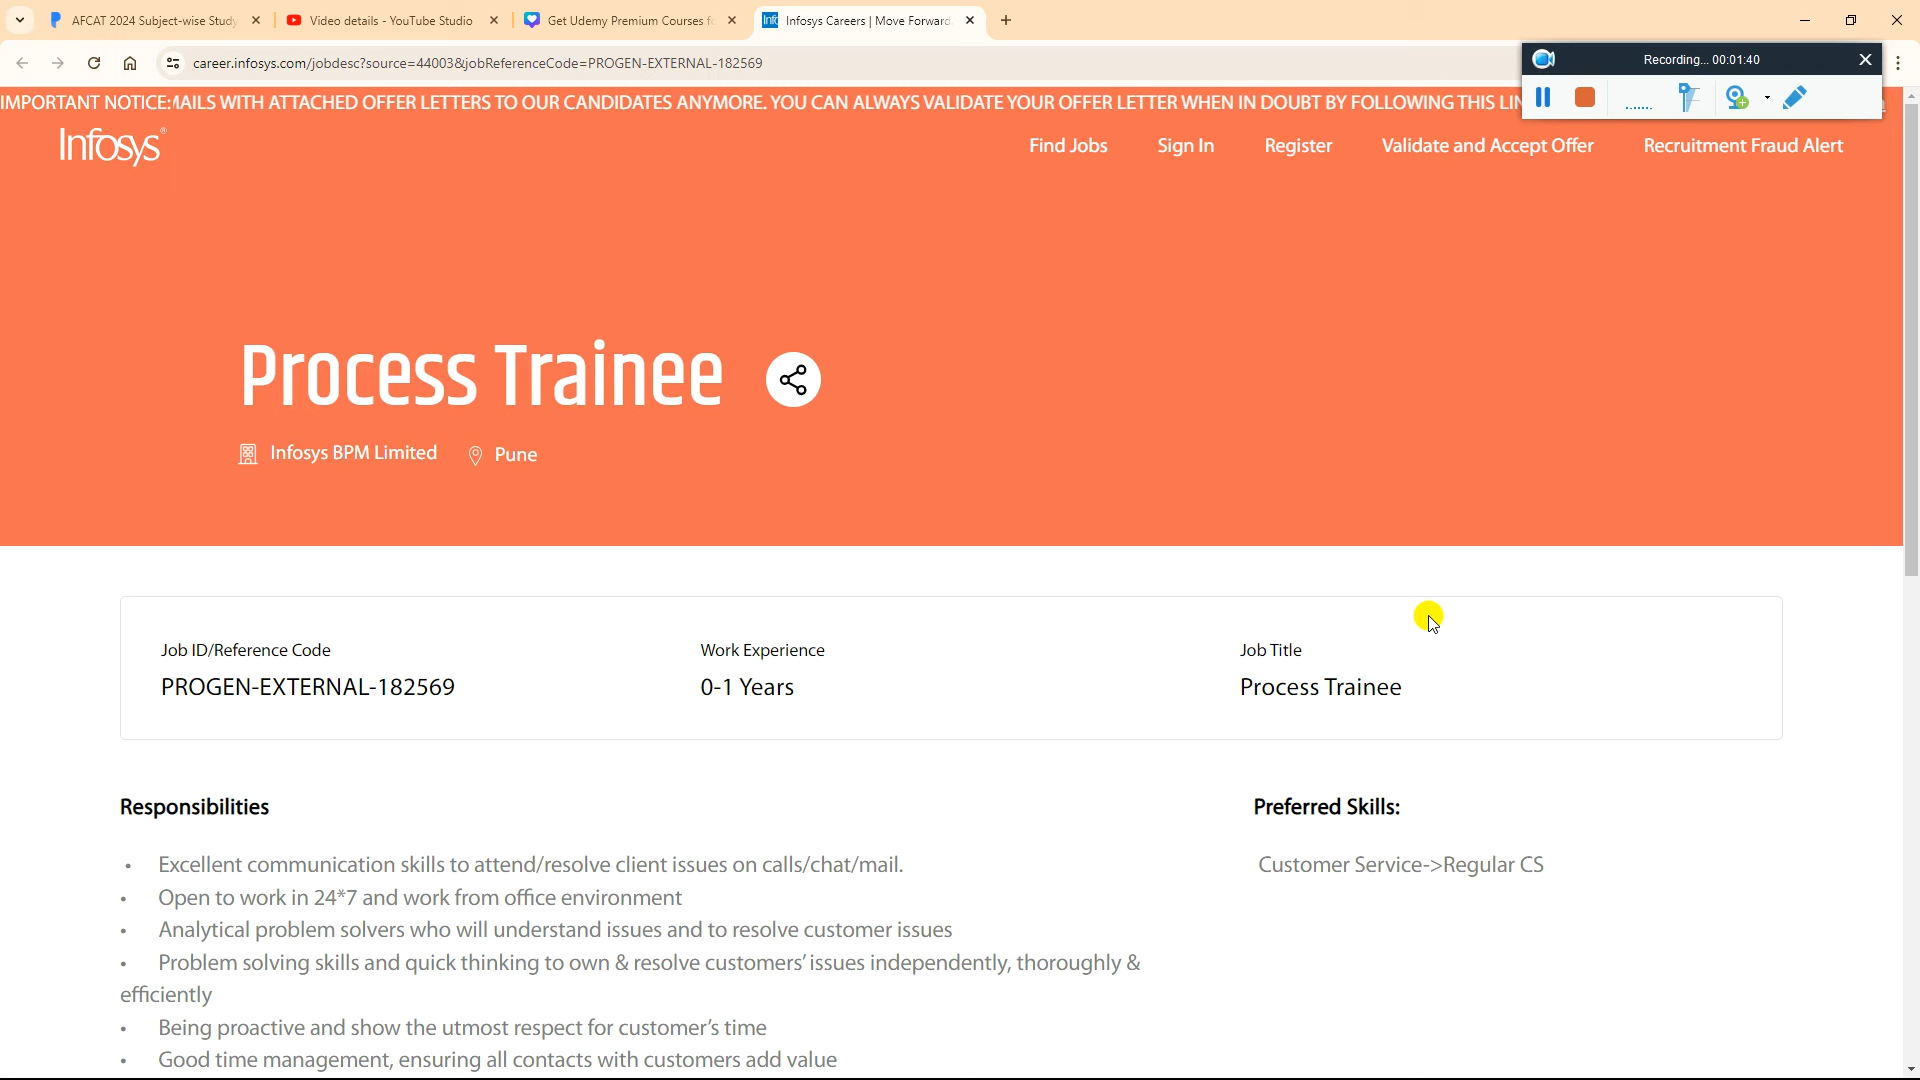 AFCAT 2024 Subject-wise Study
Video details - YouTube Studio
Get Udemy Premium Courses f
Infosys Careers | Move Forward
career.infosys.com/jobdesc?source=44003&jobReferenceCode=PROGEN-EXTERNAL-182569
Recording... 00:01:40
IMPORTANT NOTICE: MAILS WITH ATTACHED OFFER LETTERS TO OUR CANDIDATES ANYMORE. YOU CAN ALWAYS VALIDATE YOUR OFFER LETTER WHEN IN DOUBT BY FOLLOWING THIS
Infosys®
Find Jobs
Sign In
Register
Validate and Accept Offer
Recruitment Fraud Alert
Process Trainee
Infosys BPM Limited
Pune
Job ID/Reference Code
Work Experience
Job Title
PROGEN-EXTERNAL-182569
0-1 Years
Process Trainee
Responsibilities
• Excellent communication skills to attend/resolve client issues on calls/chat/mail.
• Open to work in 24*7 and work from office environment
• Analytical problem solvers who will understand issues and to resolve customer issues
• Problem solving skills and quick thinking to own & resolve customers’ issues independently, thoroughly &
efficiently
• Being proactive and show the utmost respect for customer’s time
• Good time management, ensuring all contacts with customers add value
Preferred Skills:
Customer Service->Regular CS